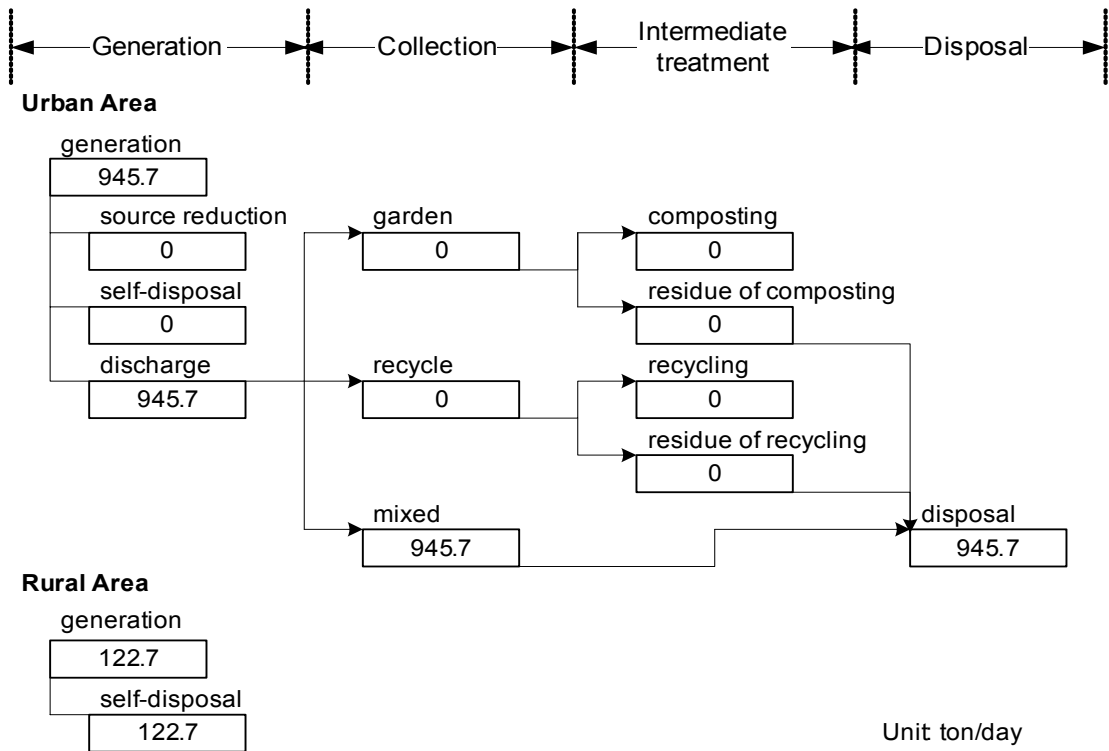 Generation
Collection
Intermediate
treatment
Disposal
Urban Area
generation
945.7
source reduction
0
self-disposal
0
discharge
945.7
garden
0
recycle
0
mixed
945.7
composting
0
residue of composting
0
recycling
0
residue of recycling
0
disposal
945.7
Rural Area
generation
122.7
self-disposal
122.7
Unit: ton/day